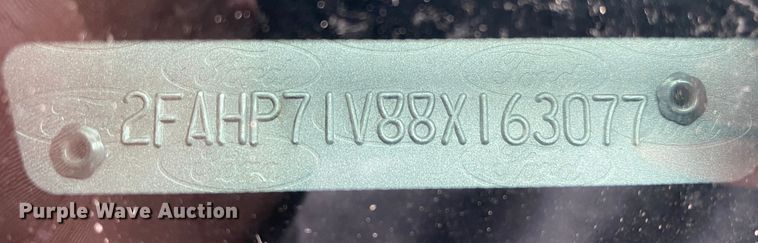 2FAHP71V88X163077
Purple Wave Auction